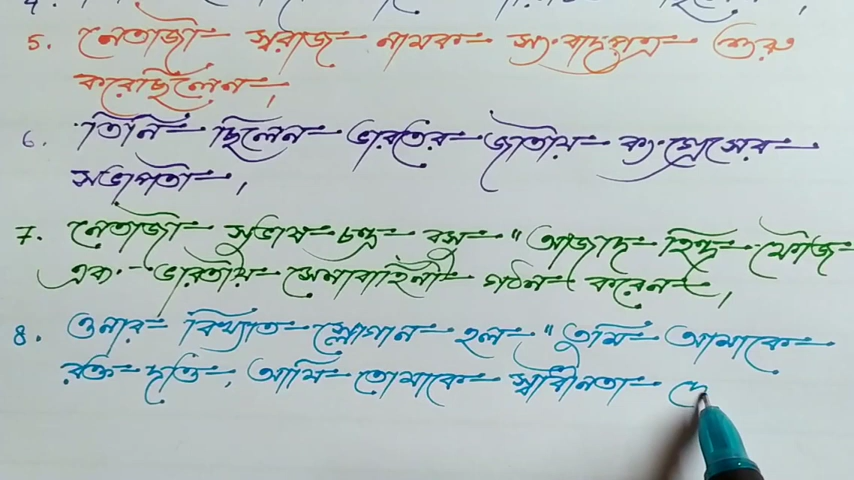 5. নেতাজী স্বরাজ নামক সংবাদপত্র শুরু
করেছিলেন।
6. তিনি ছিলেন ভারতের জাতীয় কংগ্রেসের
সভাপতী।
7. নেতাজী সুভাষ চন্দ্র বসু "আজাদ হিন্দ ফৌজ
এবং ভারতীয় সেনাবাহিনী গঠন করেন।
8. ওনার বিখ্যাত স্লোগান হল "তুমি আমাকে
রক্ত দাও, আমি তোমাকে স্বাধীনতা দে